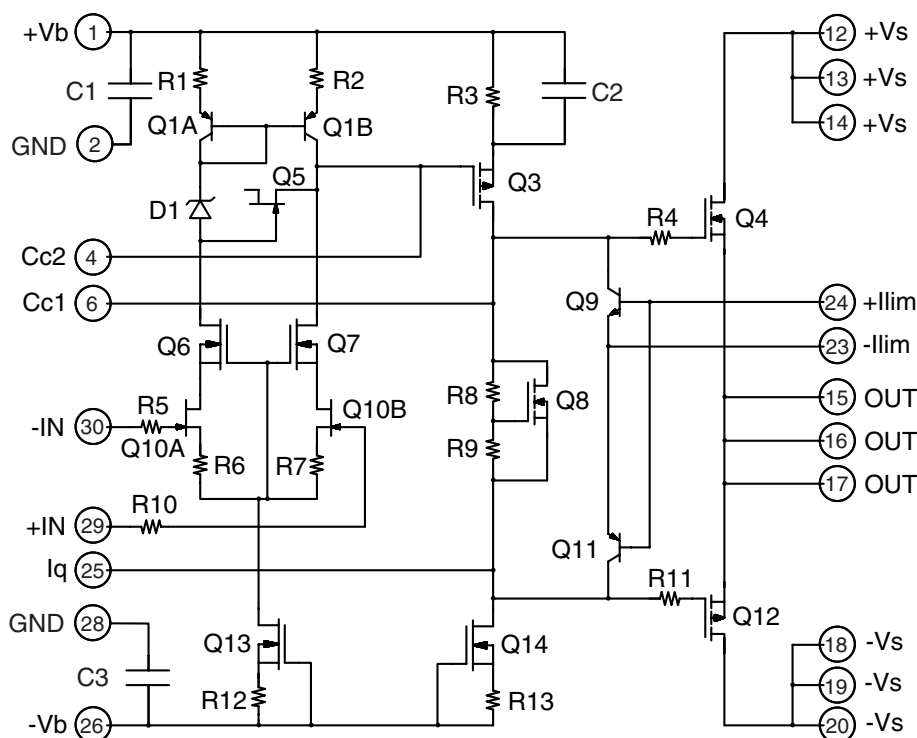 +Vb 1 12 +Vs
R1 R2
C1 R3 C2 13 +Vs
Q1A Q1B 14 +Vs
GND 2
Q5 Q3
D1 R4 Q4
Cc2 4
Cc1 6 Q9 24 +Ilim
Q6 Q7 23 -Ilim
R8 Q8 15 OUT
R5 Q10B
-IN 30 16 OUT
Q10A R9
R6 R7 17 OUT
R10
+IN 29
Q11
Iq 25 R11
GND 28 Q12
Q13 Q14 18 -Vs
C3 19 -Vs
R12 R13
-Vb 26 20 -Vs